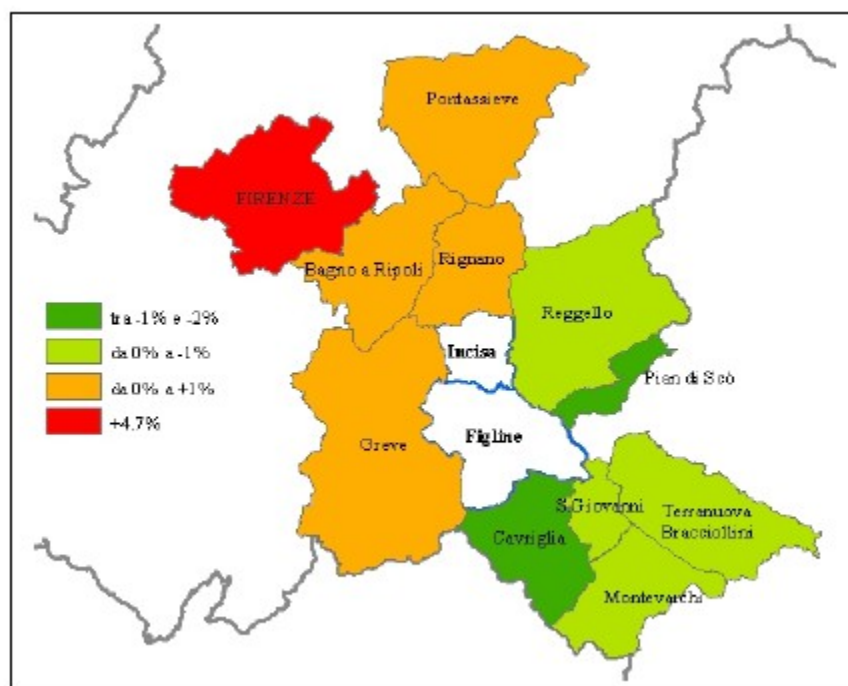 Pontassieve
FIRENZE
Bagno a Ripoli
Rignano
Reggello
Incisa
Pian di Scò
Figline
Greve
S.Giovanni
Terranuova
Bracciollini
Cavriglia
Montevarchi
tra -1% e -2%
da 0% a -1%
da 0% a +1%
+4.7%